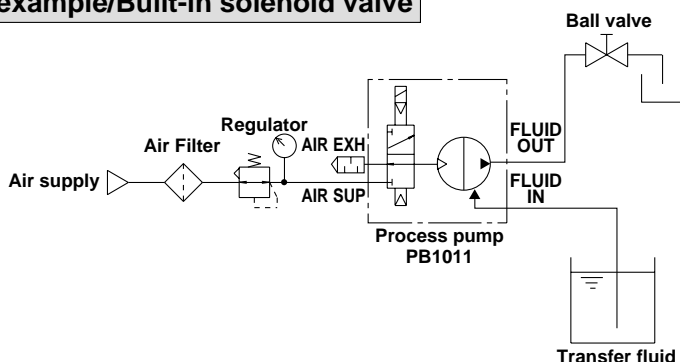 example/Built-in solenoid valve
Ball valve
Regulator
Air Filter
AIR EXH
FLUID
OUT
Air supply
AIR SUP
FLUID
IN
Process pump
PB1011
Transfer fluid